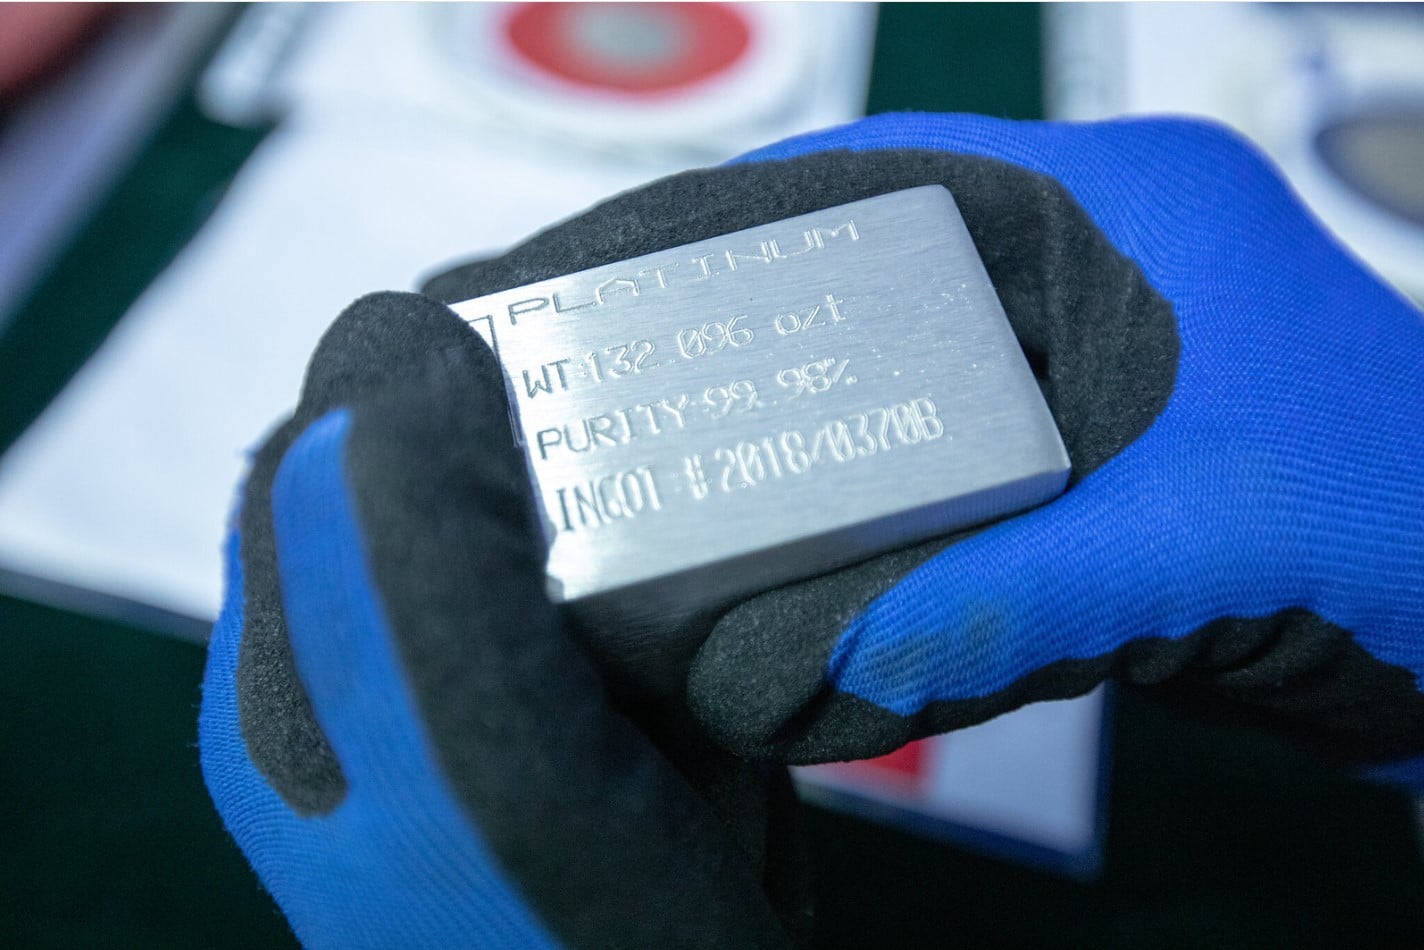 PLATINUM
WT:132.096 ozt
PURITY:99.98%
INGOT:#2018/0370B